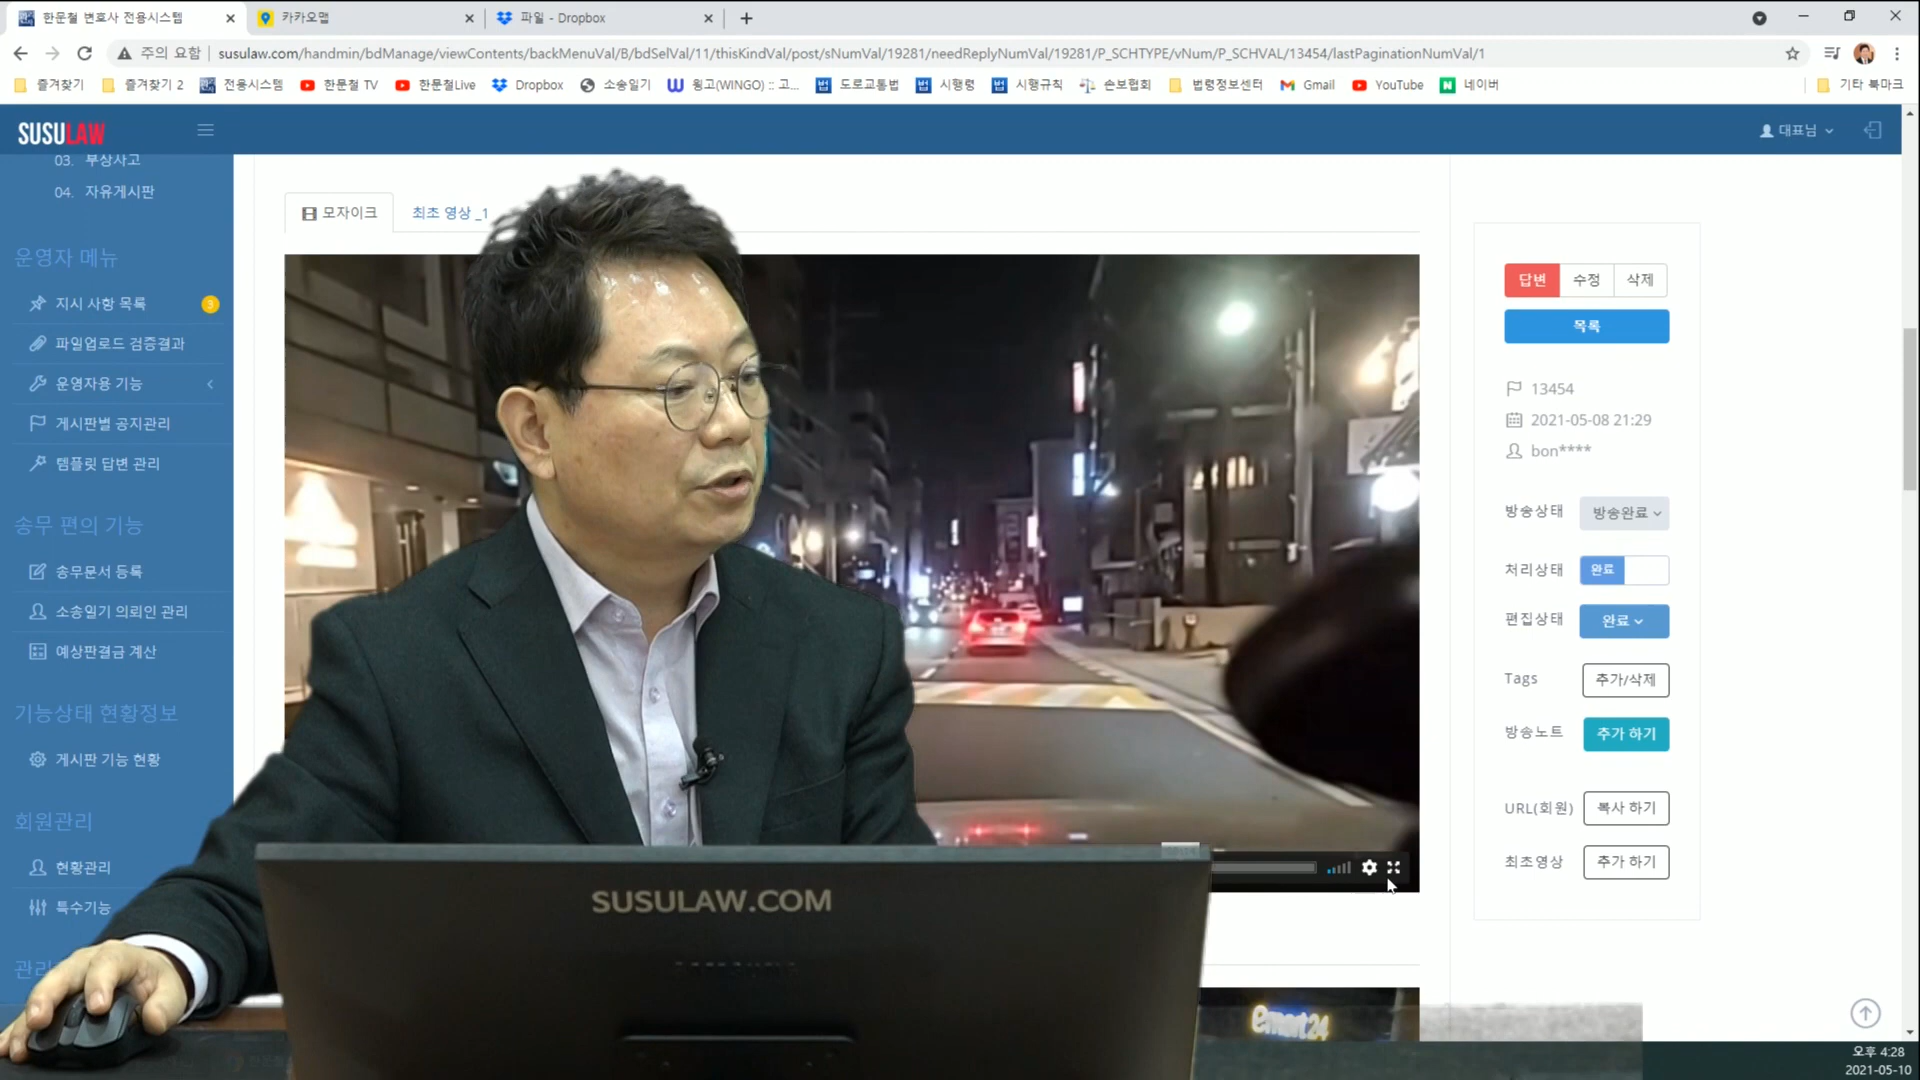 한문철 변호사 전용시스템
카카오맵
파일 - Dropbox
주의 요함
susulaw.com/handmin/bdManage/viewContents/backMenuVal/B/bdSelVal/11/thisKindVal/post/sNumVal/19281/needReplyNumVal/19281/P_SCHTYPE/vNum/P_SCHVAL/13454/lastPaginationNumVal/1
즐겨찾기
즐겨찾기 2
전용시스템
한문철 TV
한문철Live
Dropbox
소송일기
윙고(WINGO) :: 고...
도로교통법
시행령
시행규칙
손보협회
법령정보센터
Gmail
YouTube
네이버
기타 북마크
SUSULAW
대표님
03. 부상사고
04. 자유게시판
운영자 메뉴
지시 사항 목록
3
파일업로드 검증결과
운영자용 기능
게시판별 공지관리
템플릿 답변 관리
송무 편의 기능
송무문서 등록
소송일기 의뢰인 관리
예상판결금 계산
기능상태 현황정보
게시판 기능 현황
회원관리
현황관리
특수기능
관리
모자이크
최초 영상 _1
답변
수정
삭제
목록
13454
2021-05-08 21:29
bon****
방송상태
방송완료
처리상태
완료
편집상태
완료
Tags
추가/삭제
방송노트
추가 하기
URL(회원)
복사 하기
최초영상
추가 하기
SUSULAW.COM
emart24
오후 4:28
2021-05-10